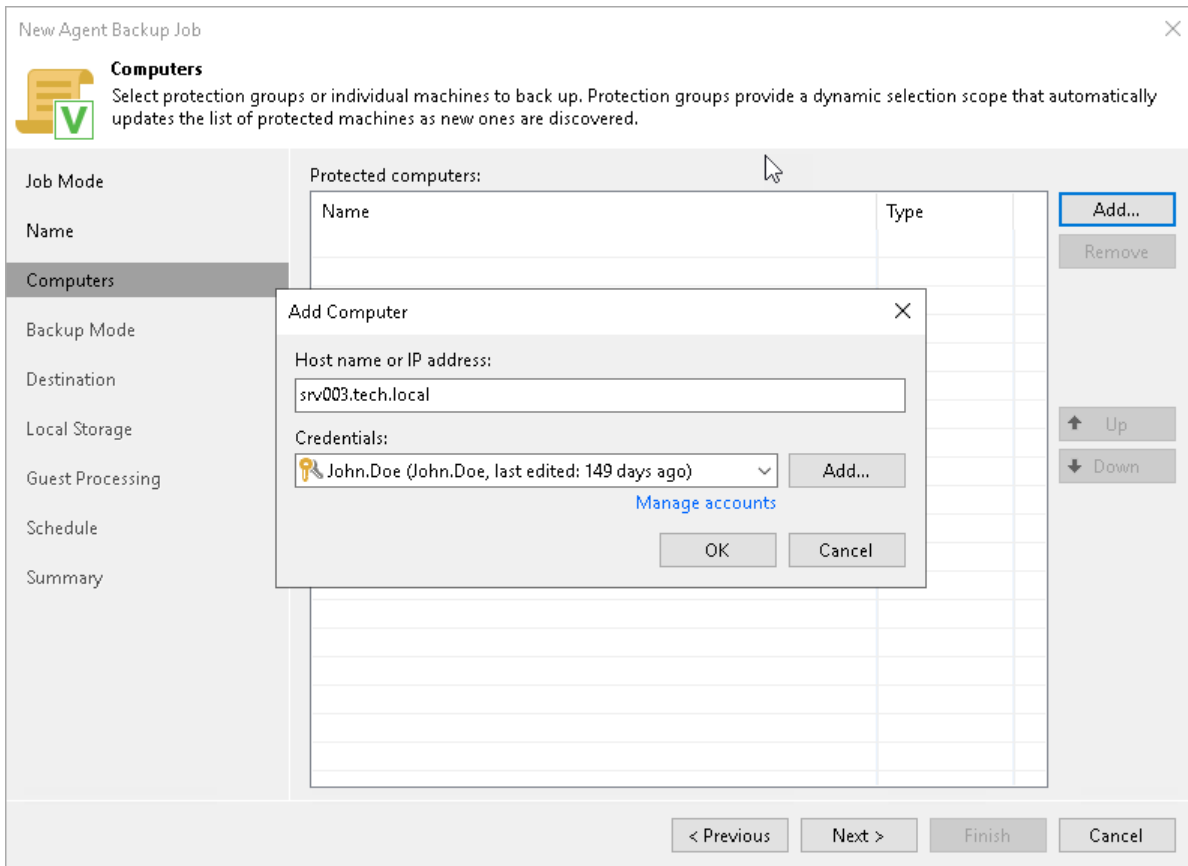 New Agent Backup Job
Computers
Select protection groups or individual machines to back up. Protection groups provide a dynamic selection scope that automatically
updates the list of protected machines as new ones are discovered.
Job Mode
Name
Computers
Backup Mode
Destination
Local Storage
Guest Processing
Schedule
Summary
Protected computers:
Name Type
Add...
Remove
Up
Down
Add Computer
Host name or IP address:
srv003.tech.local
Credentials:
John.Doe (John.Doe, last edited: 149 days ago) Add...
Manage accounts
OK Cancel
< Previous Next > Finish Cancel